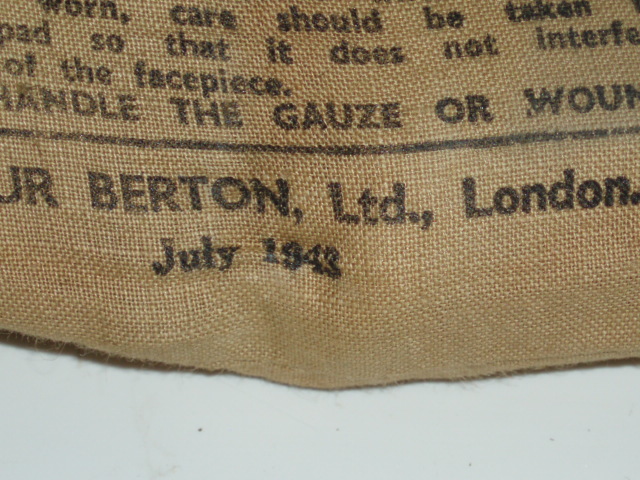 worn, care should be taken
pad so that it does not interfe
of the facepiece.
HANDLE THE GAUZE OR WOUN
UR BERTON, Ltd., London.
July 1943